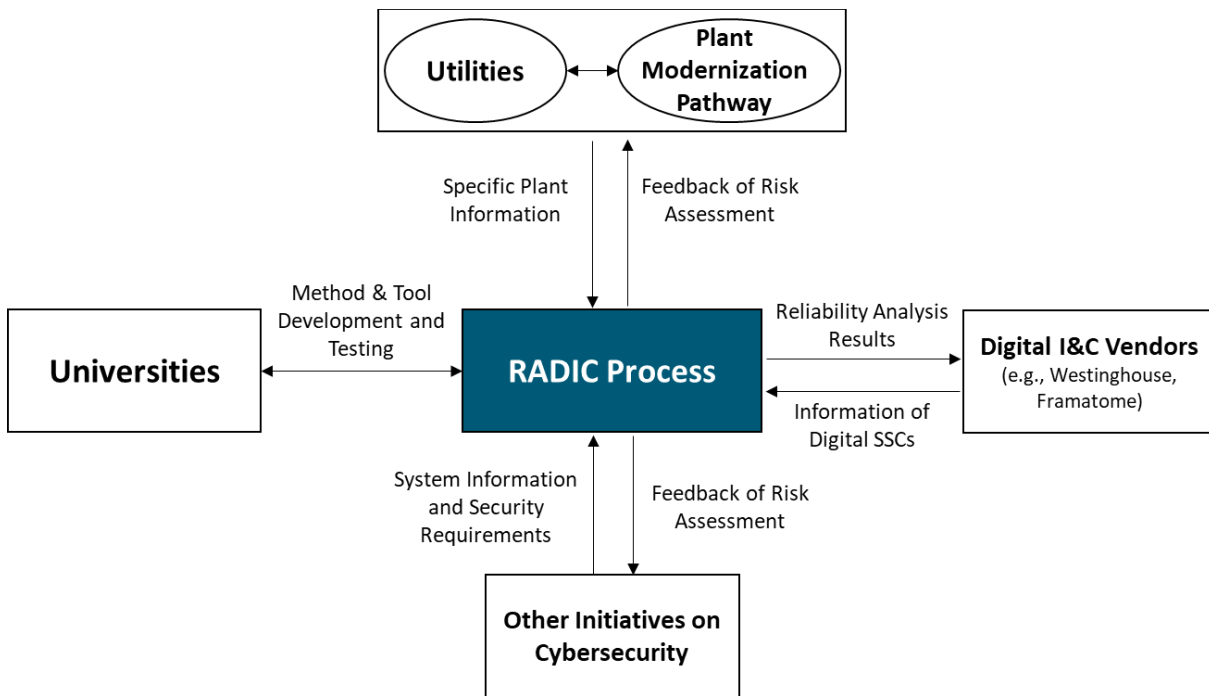 Utilities
Plant
Modernization
Pathway
Specific Plant
Information
Feedback of Risk
Assessment
Universities
Method & Tool
Development and
Testing
RADIC Process
Reliability Analysis
Results
Information of
Digital SSCs
Digital I&C Vendors
(e.g., Westinghouse,
Framatome)
System Information
and Security
Requirements
Feedback of Risk
Assessment
Other Initiatives on
Cybersecurity